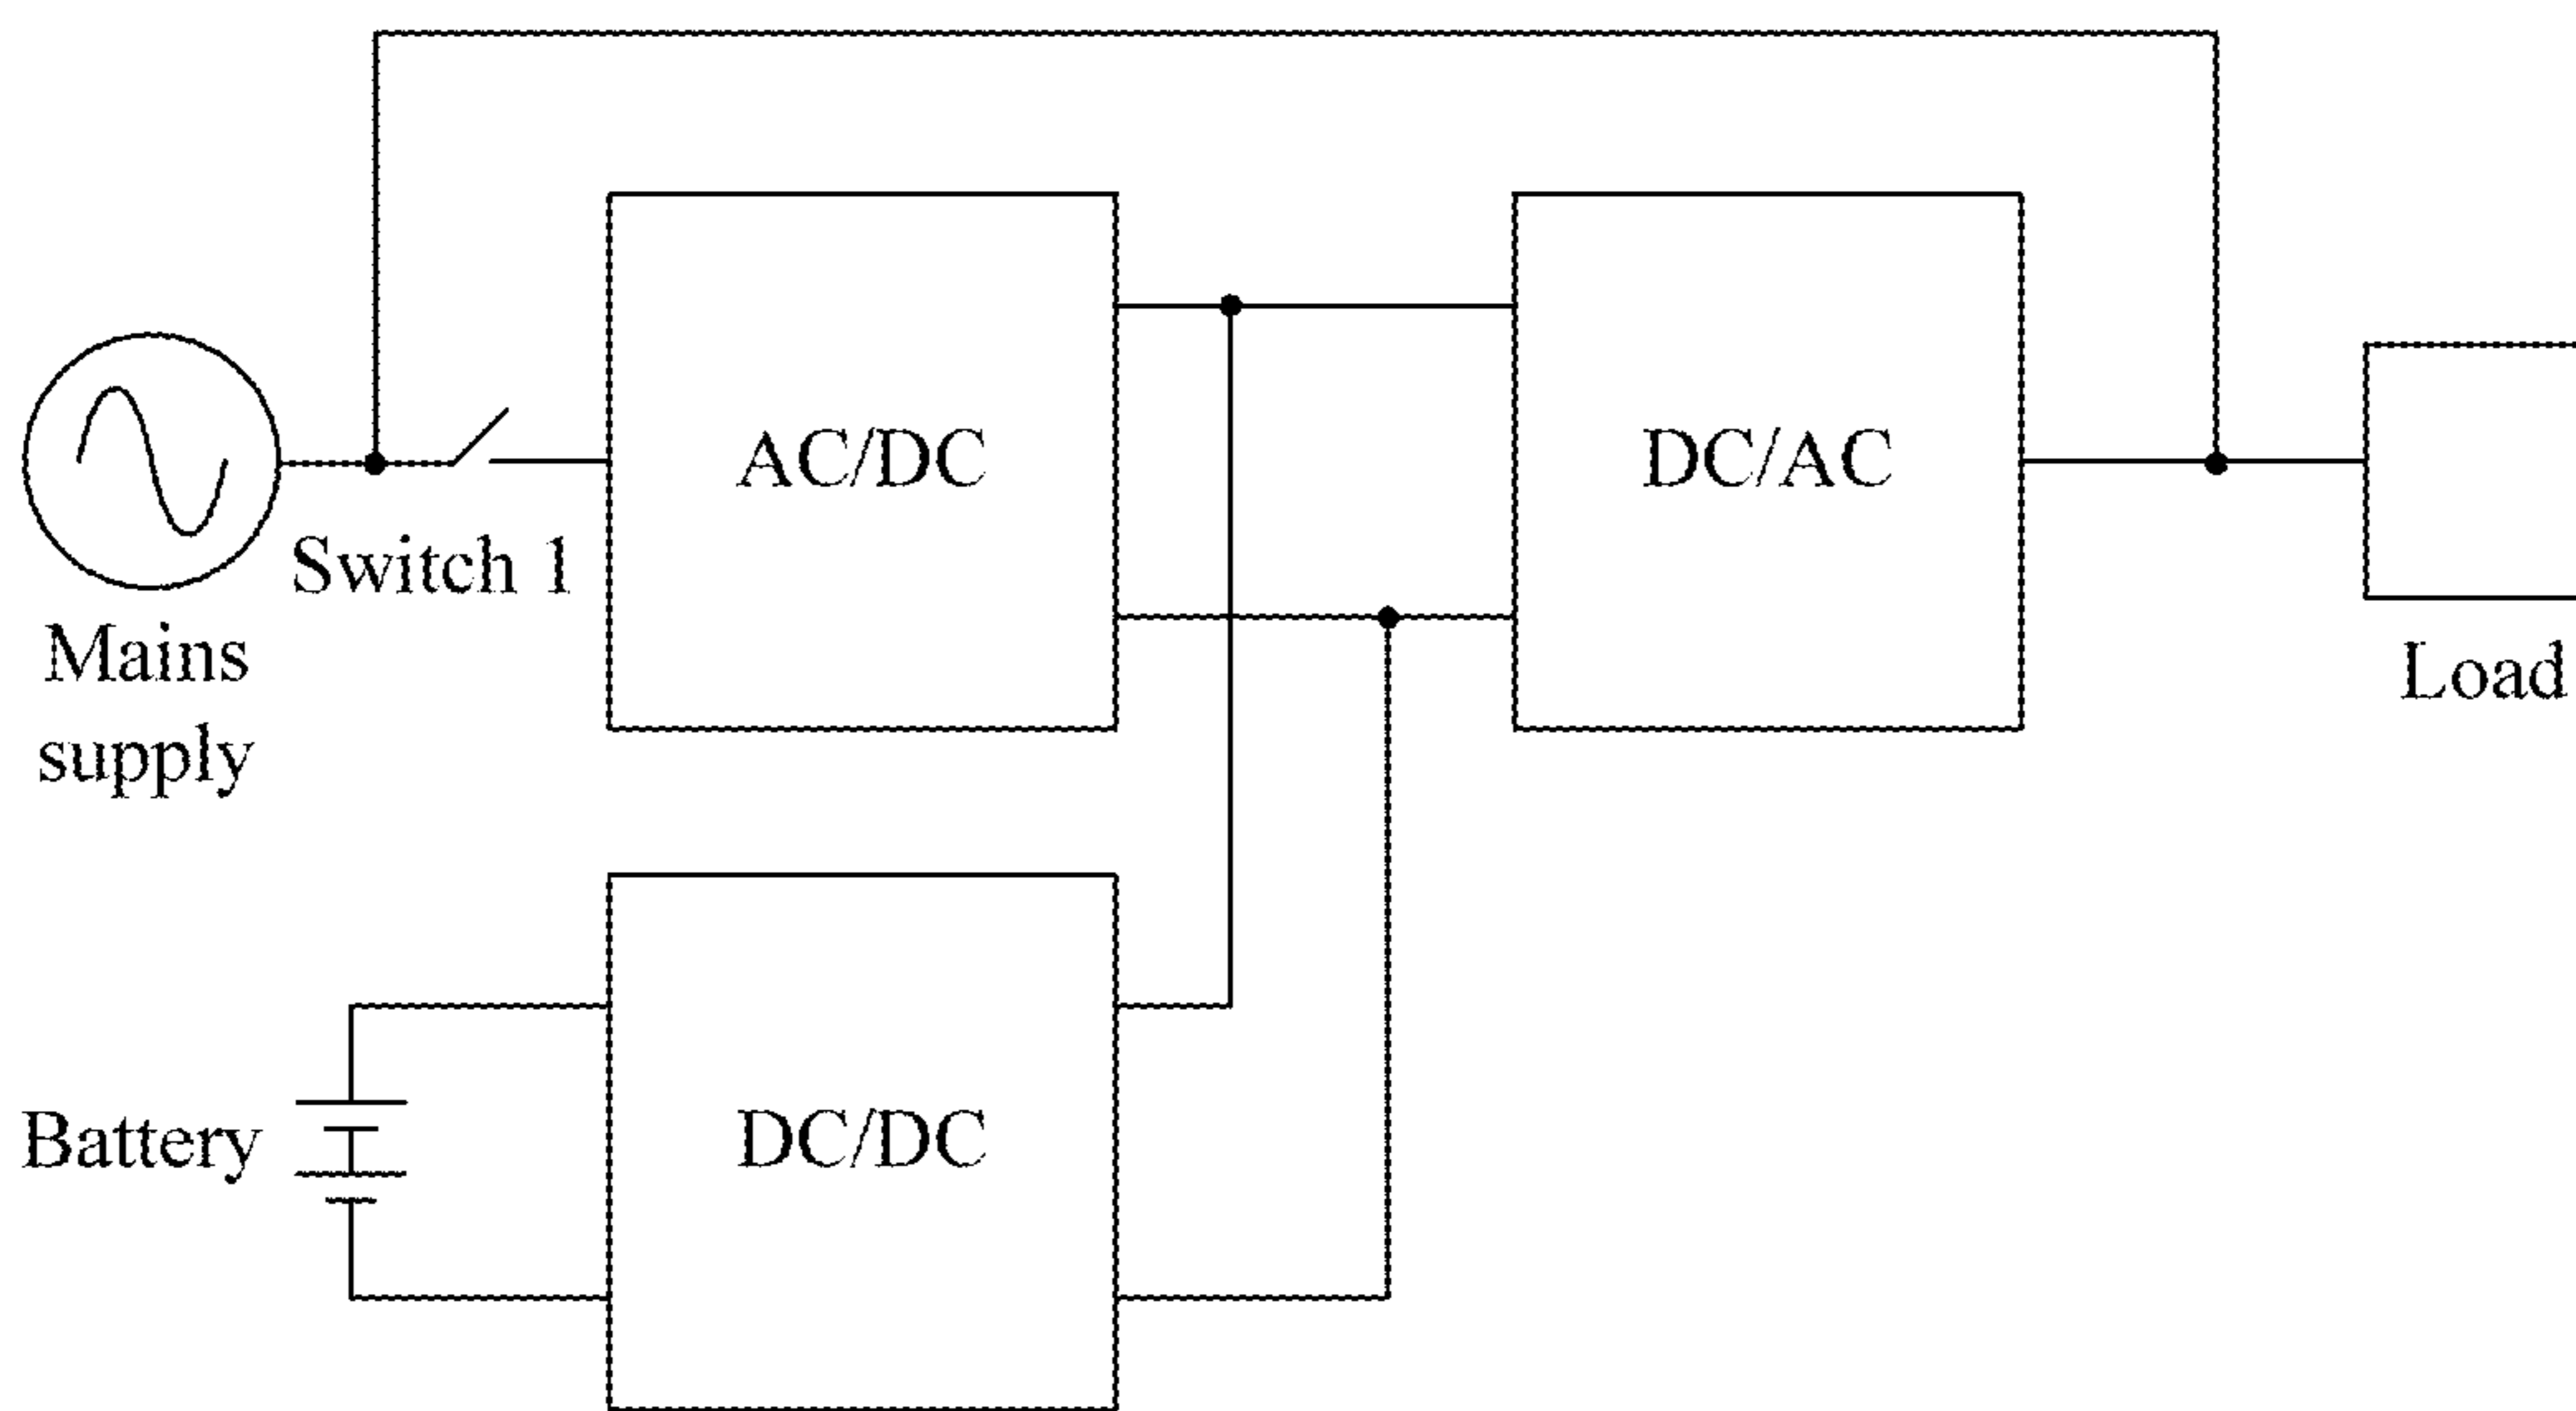 AC/DC
DC/AC
Switch 1
Mains
supply
Load
Battery
DC/DC